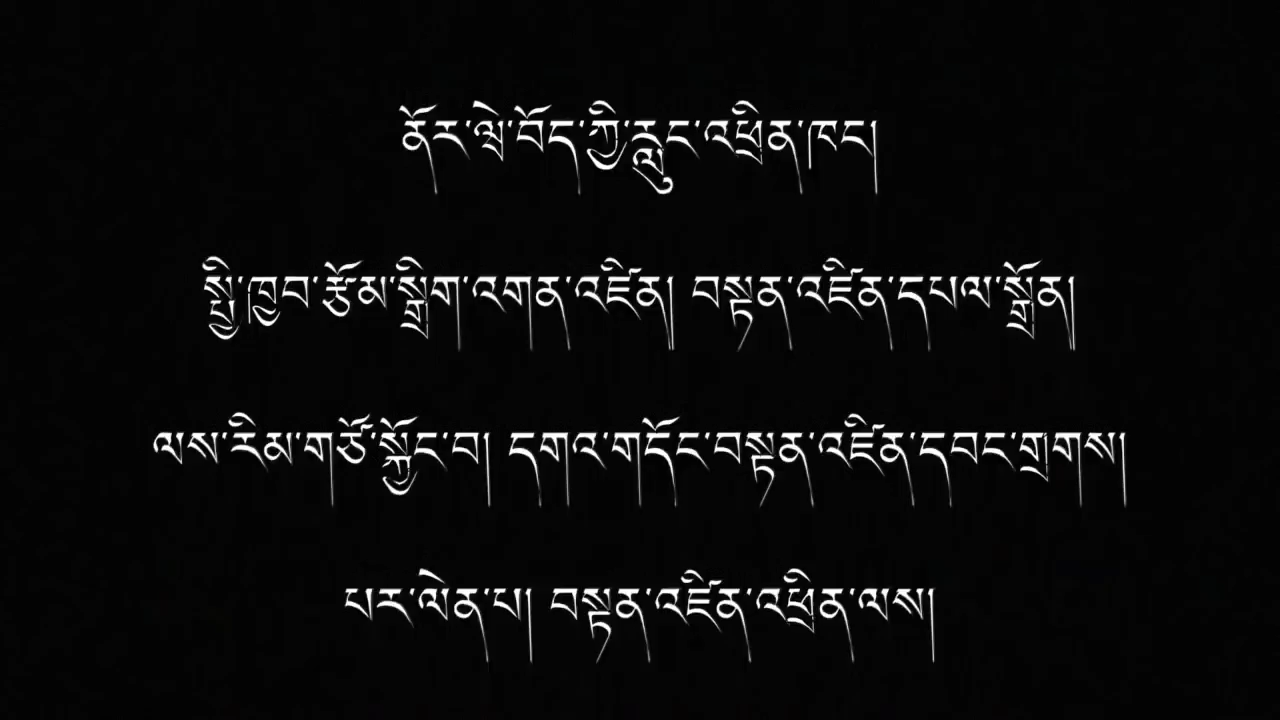 ནོར་ལྜྷེ་བོད་ཀྱི་རླུང་འཕྲིན་ཁང།
སྤྱི་ཁྱབ་རྩོམ་སྒྲིག་འགན་འཛིན། བསྟན་འཛིན་དཔལ་སྒྲོན།
ལས་རིམ་གཙོ་སྐྱོང་བ། དགའ་གདོང་བསྟན་འཛིན་དབང་གྲགས།
པར་ལེན་པ། བསྟན་འཛིན་འཕྲིན་ལས།